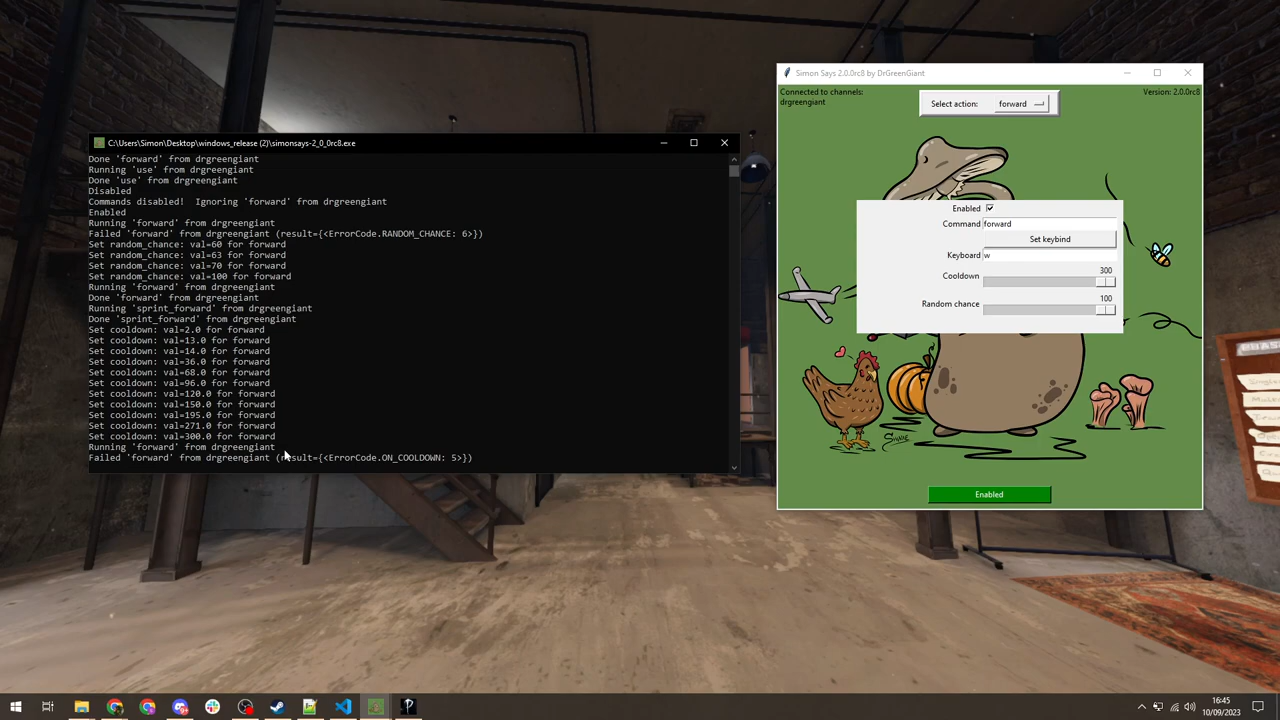 C:\Users\Simon\Desktop\windows_release (2)\simonsays-2_0_0rc8.exe
Done 'forward' from drgreengiant
Running 'use' from drgreengiant
Done 'use' from drgreengiant
Disabled
Commands disabled!  Ignoring 'forward' from drgreengiant
Enabled
Running 'forward' from drgreengiant
Failed 'forward' from drgreengiant (result={<ErrorCode.RANDOM_CHANCE: 6>})
Set random_chance: val=60 for forward
Set random_chance: val=63 for forward
Set random_chance: val=70 for forward
Set random_chance: val=100 for forward
Running 'forward' from drgreengiant
Done 'forward' from drgreengiant
Running 'sprint_forward' from drgreengiant
Done 'sprint_forward' from drgreengiant
Set cooldown: val=2.0 for forward
Set cooldown: val=13.0 for forward
Set cooldown: val=14.0 for forward
Set cooldown: val=36.0 for forward
Set cooldown: val=68.0 for forward
Set cooldown: val=96.0 for forward
Set cooldown: val=120.0 for forward
Set cooldown: val=150.0 for forward
Set cooldown: val=195.0 for forward
Set cooldown: val=271.0 for forward
Set cooldown: val=300.0 for forward
Running 'forward' from drgreengiant
Failed 'forward' from drgreengiant (result={<ErrorCode.ON_COOLDOWN: 5>})
Simon Says 2.0.0rc8 by DrGreenGiant
Connected to channels:
drgreengiant
Select action: forward
Version: 2.0.0rc8
Enabled
Command forward
Set keybind
Keyboard w
300
Cooldown
100
Random chance
Enabled
16:45
10/09/2023